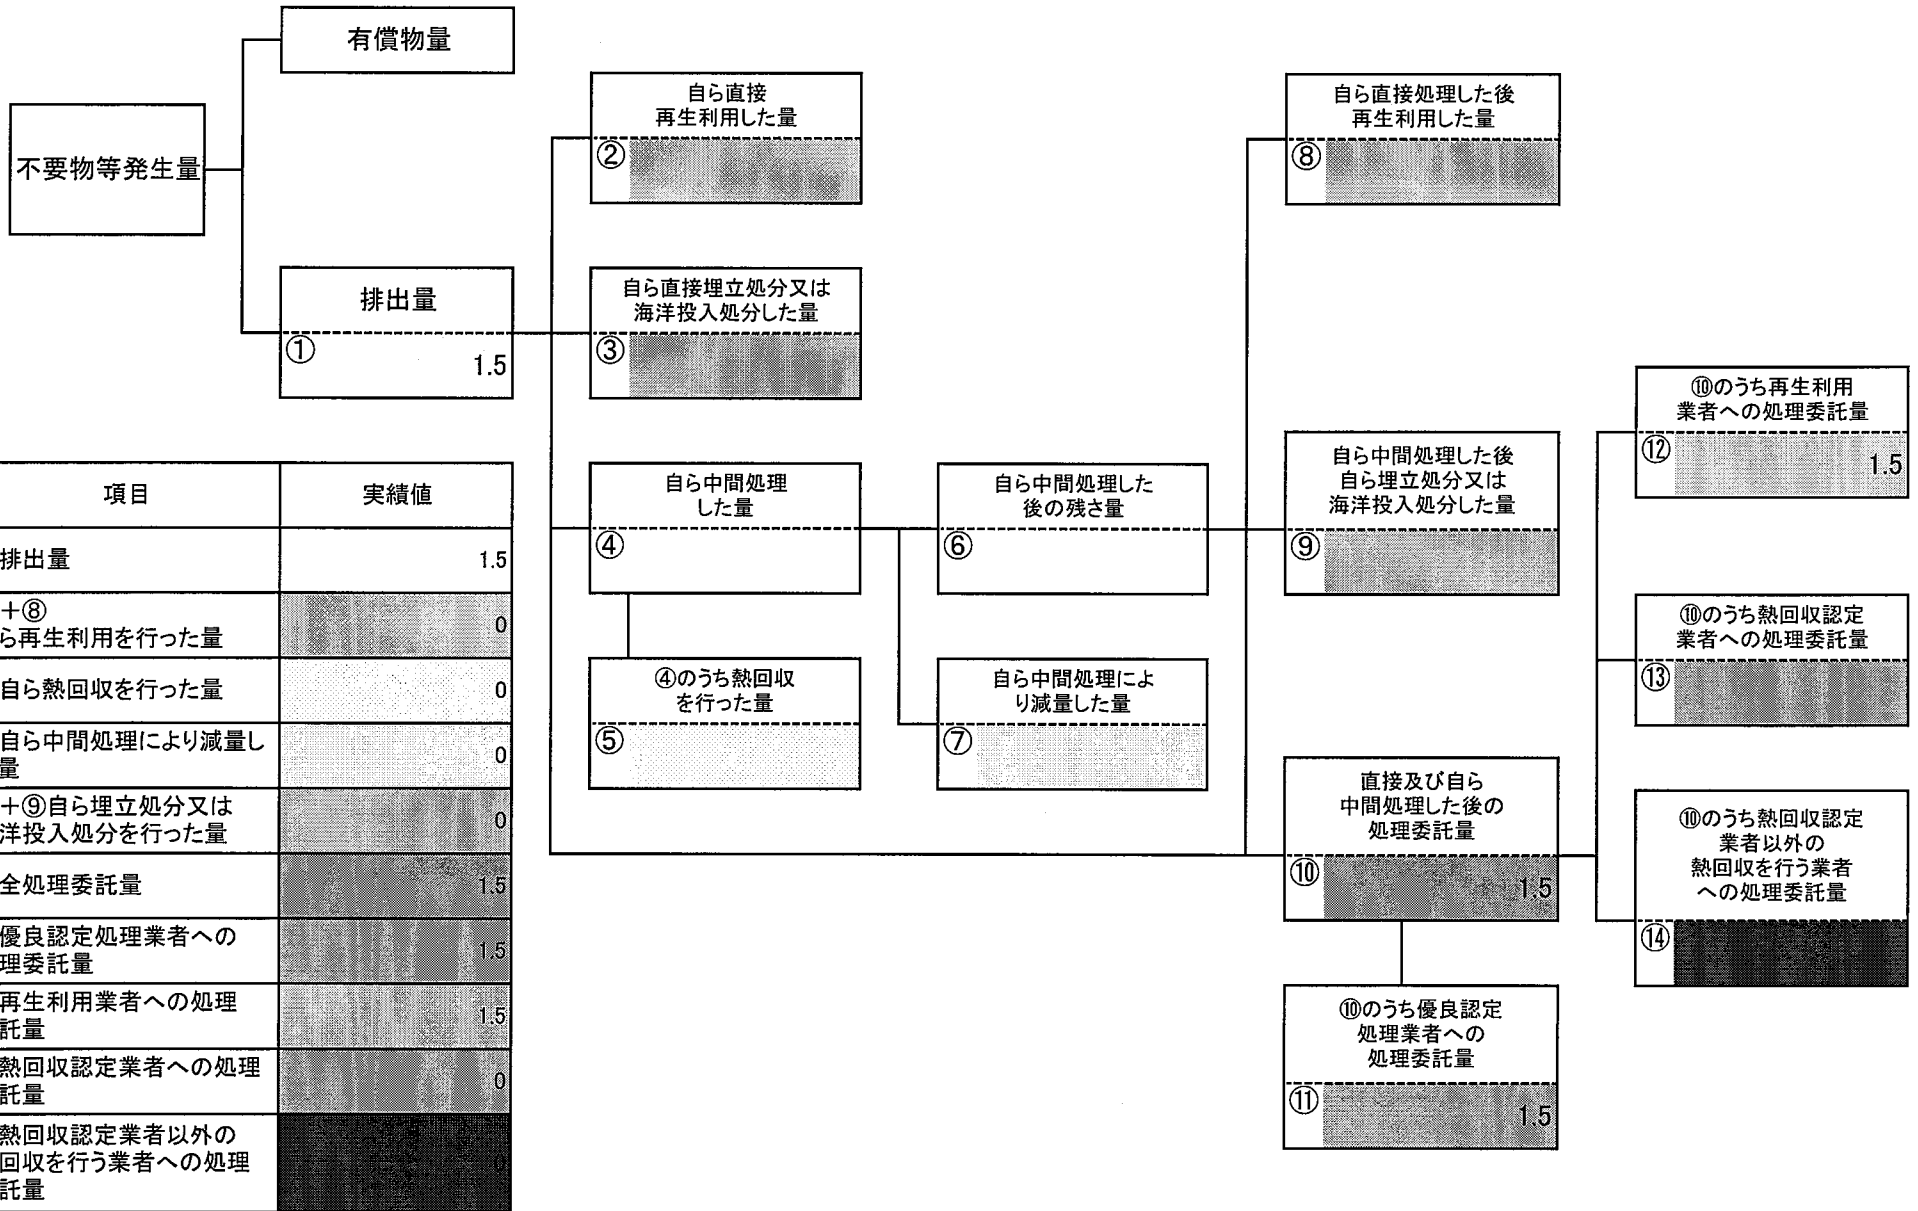 有償物量
不要物等発生量
排出量
①
1.5
自ら直接
再生利用した量
②
自ら直接埋立処分又は
海洋投入処分した量
③
自ら中間処理
した量
④
④のうち熱回収
を行った量
⑤
自ら中間処理した
後の残さ量
⑥
自ら中間処理によ
り減量した量
⑦
自ら直接処理した後
再生利用した量
⑧
自ら中間処理した後
自ら埋立処分又は
海洋投入処分した量
⑨
直接及び自ら
中間処理した後の
処理委託量
⑩
1.5
⑩のうち優良認定
処理業者への
処理委託量
⑪
1.5
⑩のうち再生利用
業者への処理委託量
⑫
1.5
⑩のうち熱回収認定
業者への処理委託量
⑬
⑩のうち熱回収認定
業者以外の
熱回収を行う業者
への処理委託量
⑭
項目 実績値
排出量 1.5
+⑧
ら再生利用を行った量 0
自ら熱回収を行った量 0
自ら中間処理により減量し
量 0
+⑨自ら埋立処分又は
洋投入処分を行った量 0
全処理委託量 1.5
優良認定処理業者への
理委託量 1.5
再生利用業者への処理
託量 1.5
熱回収認定業者への処理
託量 0
熱回収認定業者以外の
回収を行う業者への処理
託量 0